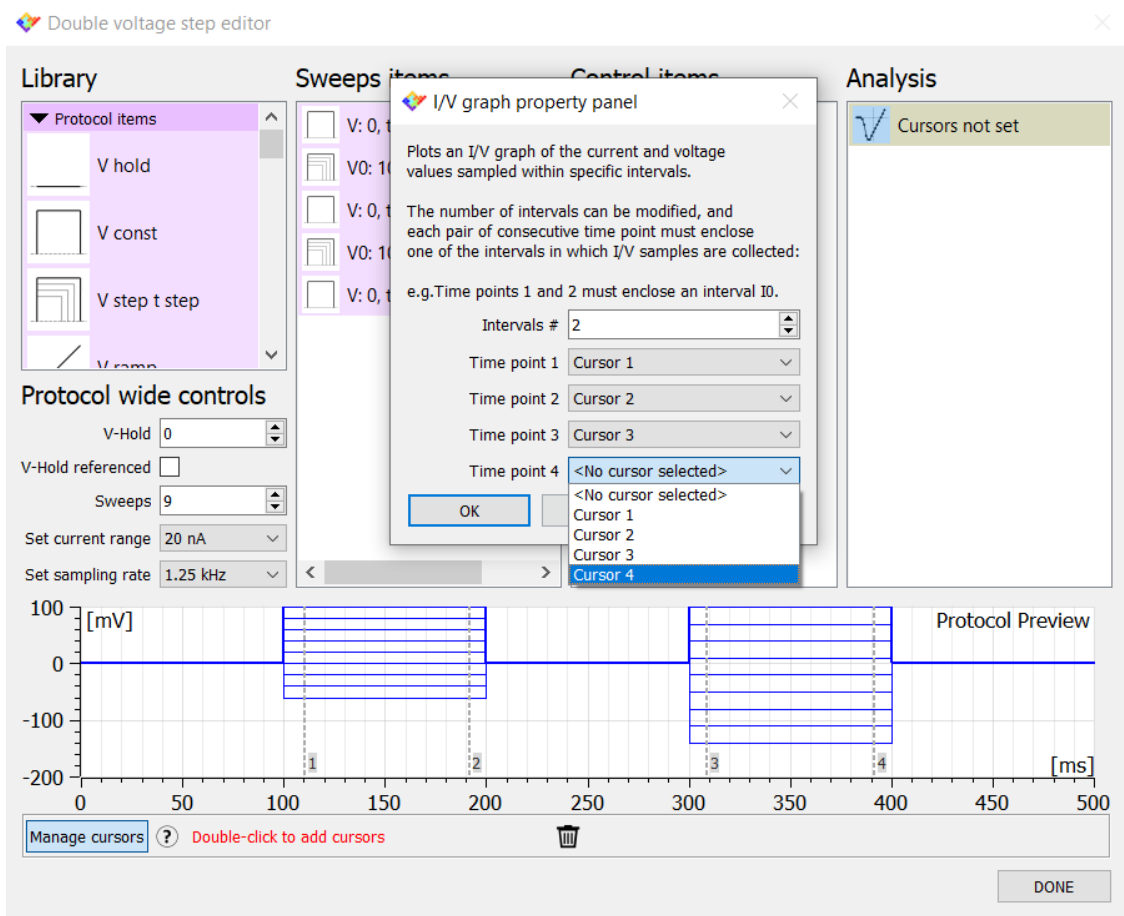 Double voltage step editor
Library
Sweeps items
Control items
Analysis
Protocol items
V hold
V const
V step t step
V ramp
V: 0, t
V0: 10
V: 0, t
V0: 10
V: 0, t
Cursors not set
I/V graph property panel
Plots an I/V graph of the current and voltage
values sampled within specific intervals.
The number of intervals can be modified, and
each pair of consecutive time point must enclose
one of the intervals in which I/V samples are collected:
e.g.Time points 1 and 2 must enclose an interval I0.
Intervals # 2
Time point 1 Cursor 1
Time point 2 Cursor 2
Time point 3 Cursor 3
Time point 4 <No cursor selected>
<No cursor selected>
Cursor 1
Cursor 2
Cursor 3
Cursor 4
OK
Protocol wide controls
V-Hold 0
V-Hold referenced
Sweeps 9
Set current range 20 nA
Set sampling rate 1.25 kHz
100
0
-100
-200
[mV]
Protocol Preview
1
2
3
4
[ms]
0 50 100 150 200 250 300 350 400 450 500
Manage cursors ? Double-click to add cursors
DONE